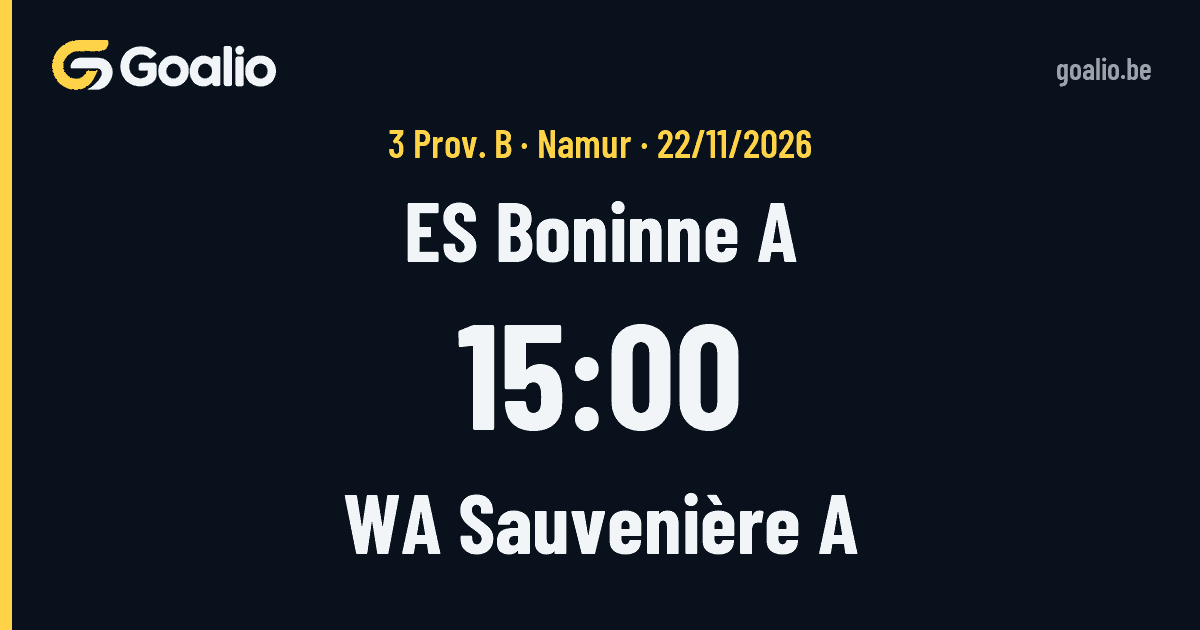 Goalio
goalio.be
3 Prov. B · Namur · 22/11/2026
ES Boninne A
15:00
WA Sauvenière A